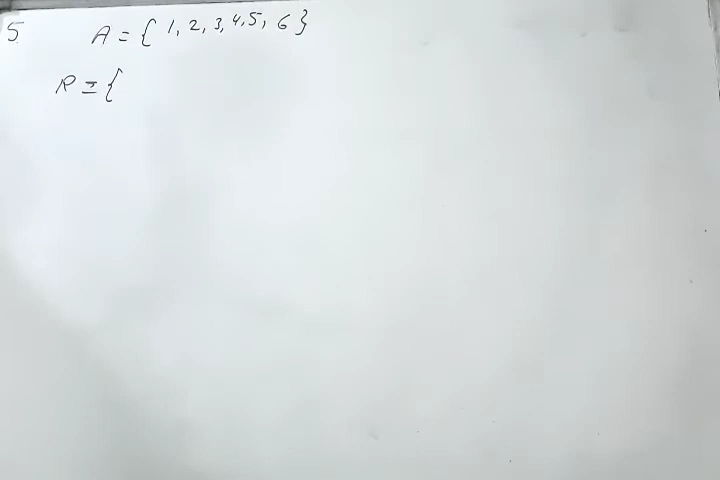 5 A = { 1, 2, 3, 4, 5, 6 }
R = {